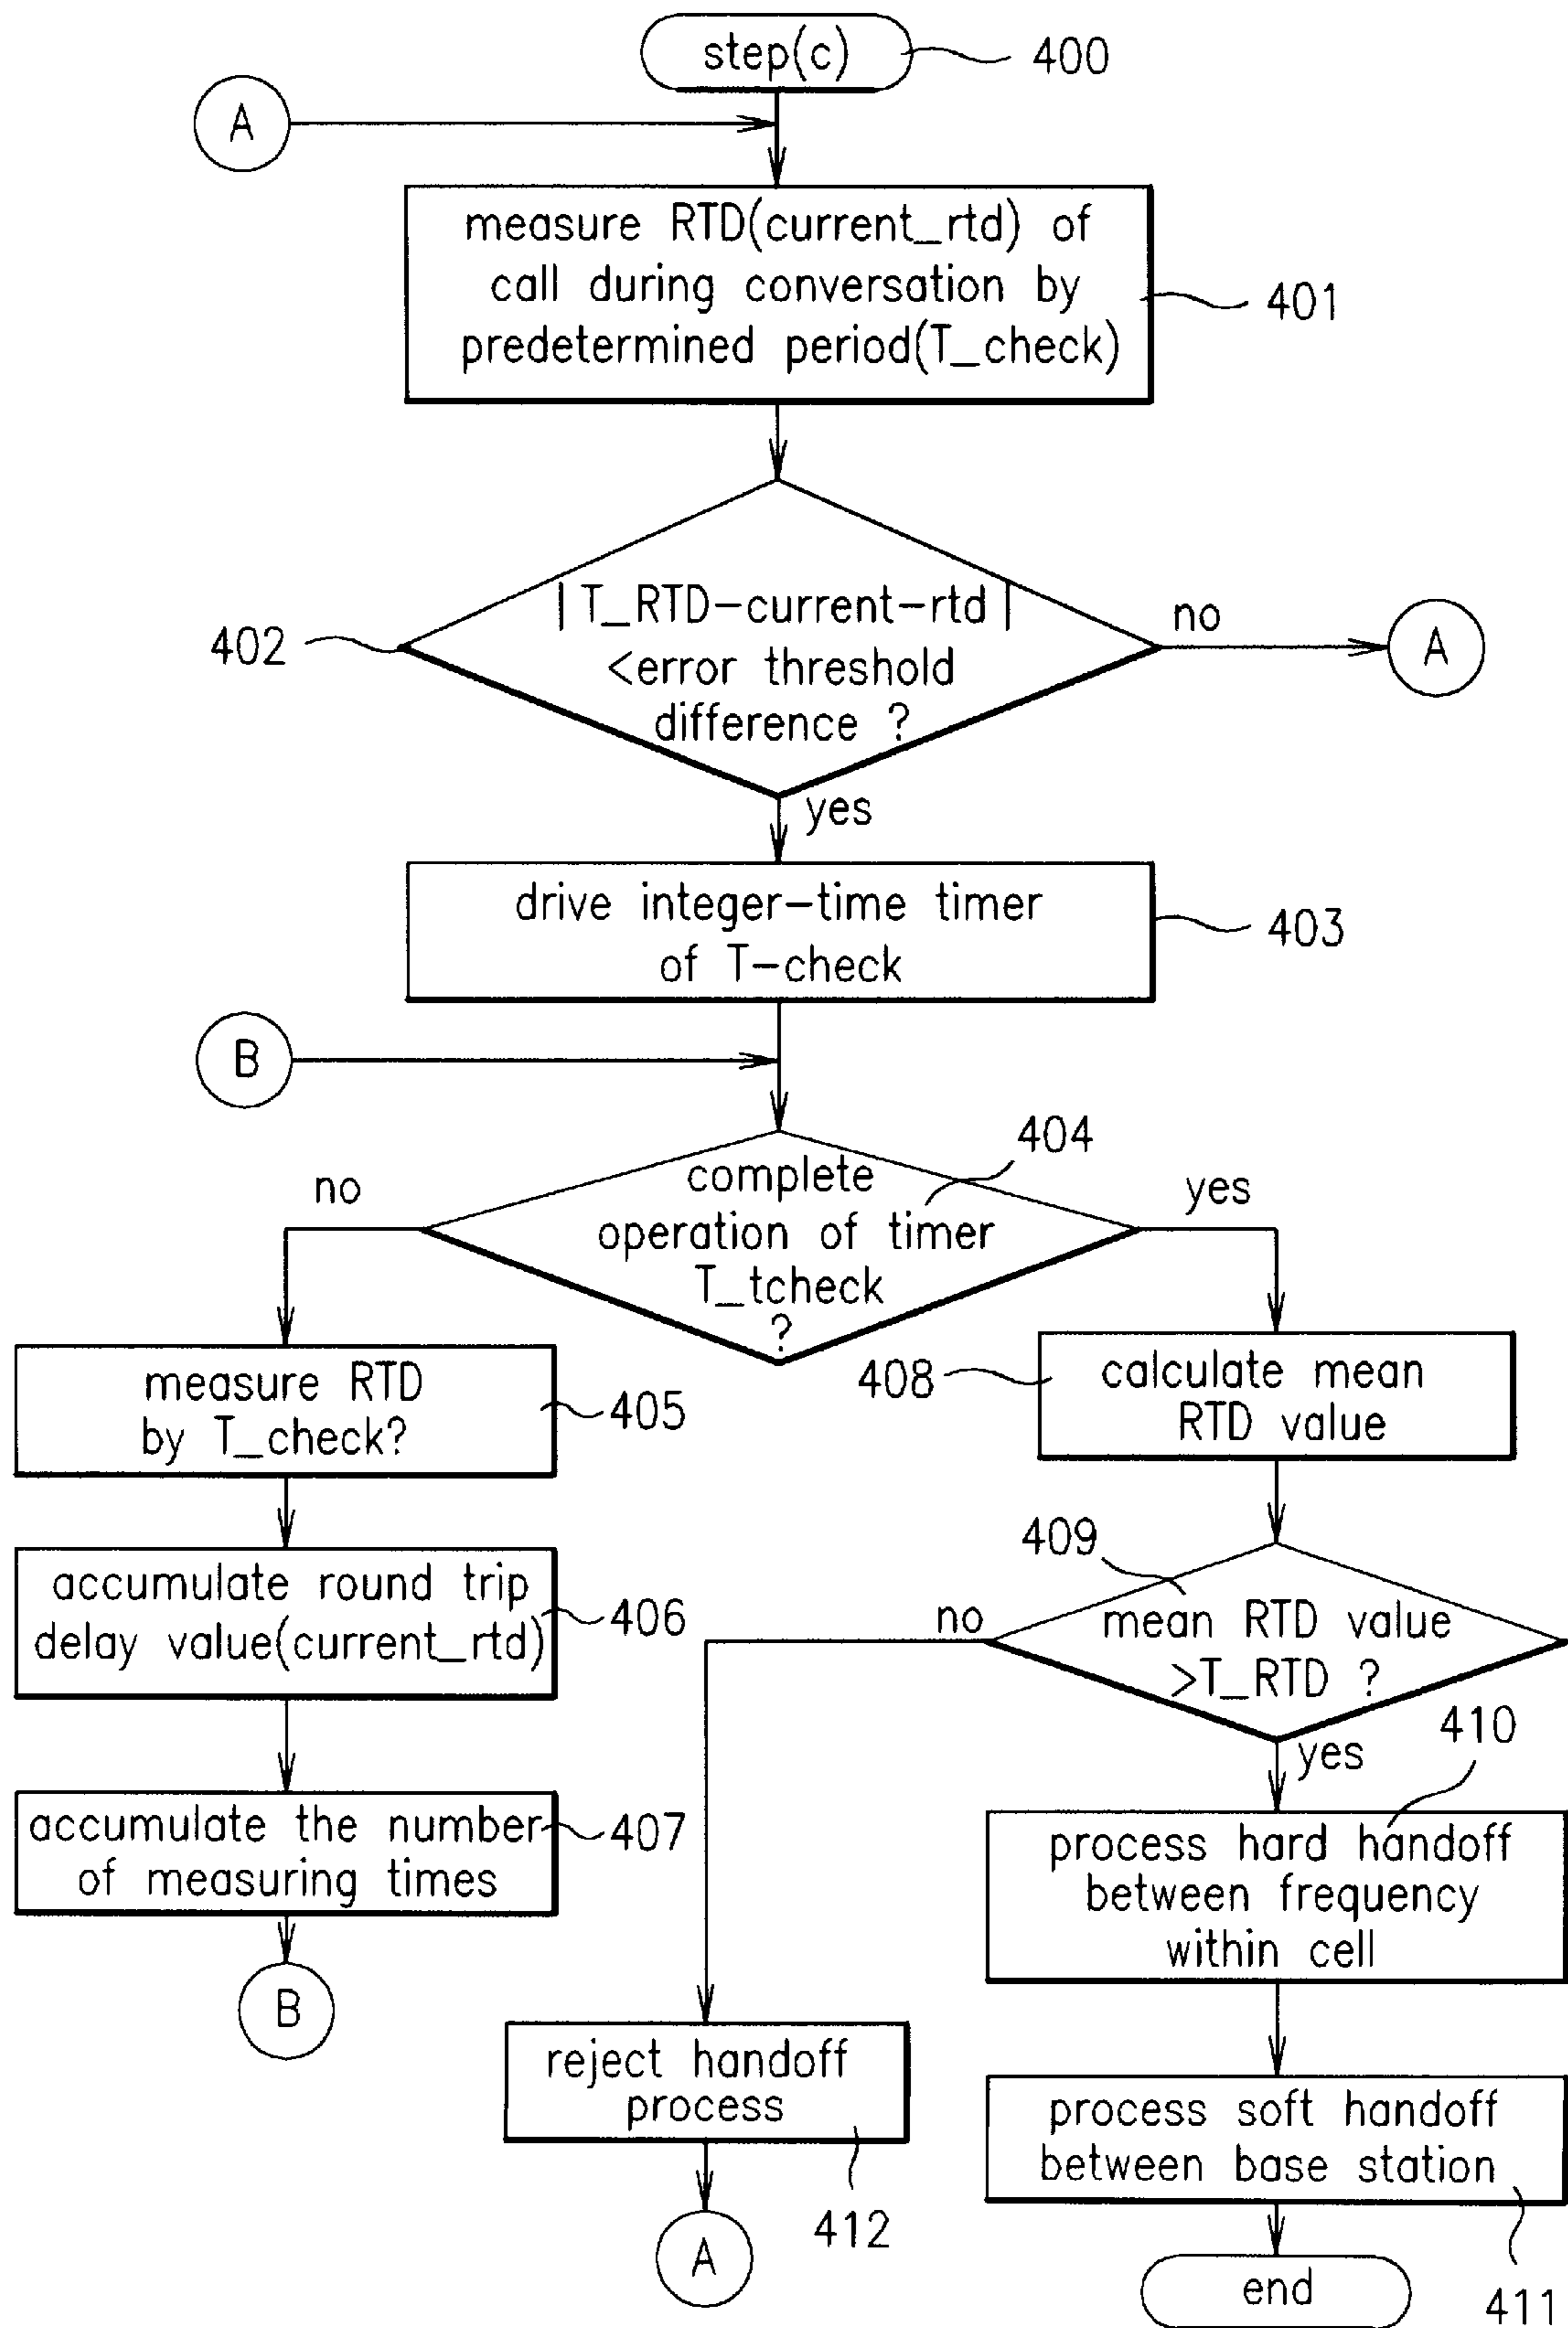 step(c)
400
A
measure RTD(current_rtd) of
call during conversation by
predetermined period(T_check)
401
|T_RTD-current-rtd|
<error threshold
difference ?
402
no
A
yes
drive integer-time timer
of T-check
403
B
404
complete
operation of timer
T_tcheck
?
no
yes
measure RTD
by T_check?
405
408
calculate mean
RTD value
accumulate round trip
delay value(current_rtd)
406
409
mean RTD value
>T_RTD ?
no
yes
410
accumulate the number
of measuring times
407
process hard handoff
between frequency
within cell
B
reject handoff
process
412
process soft handoff
between base station
411
A
end